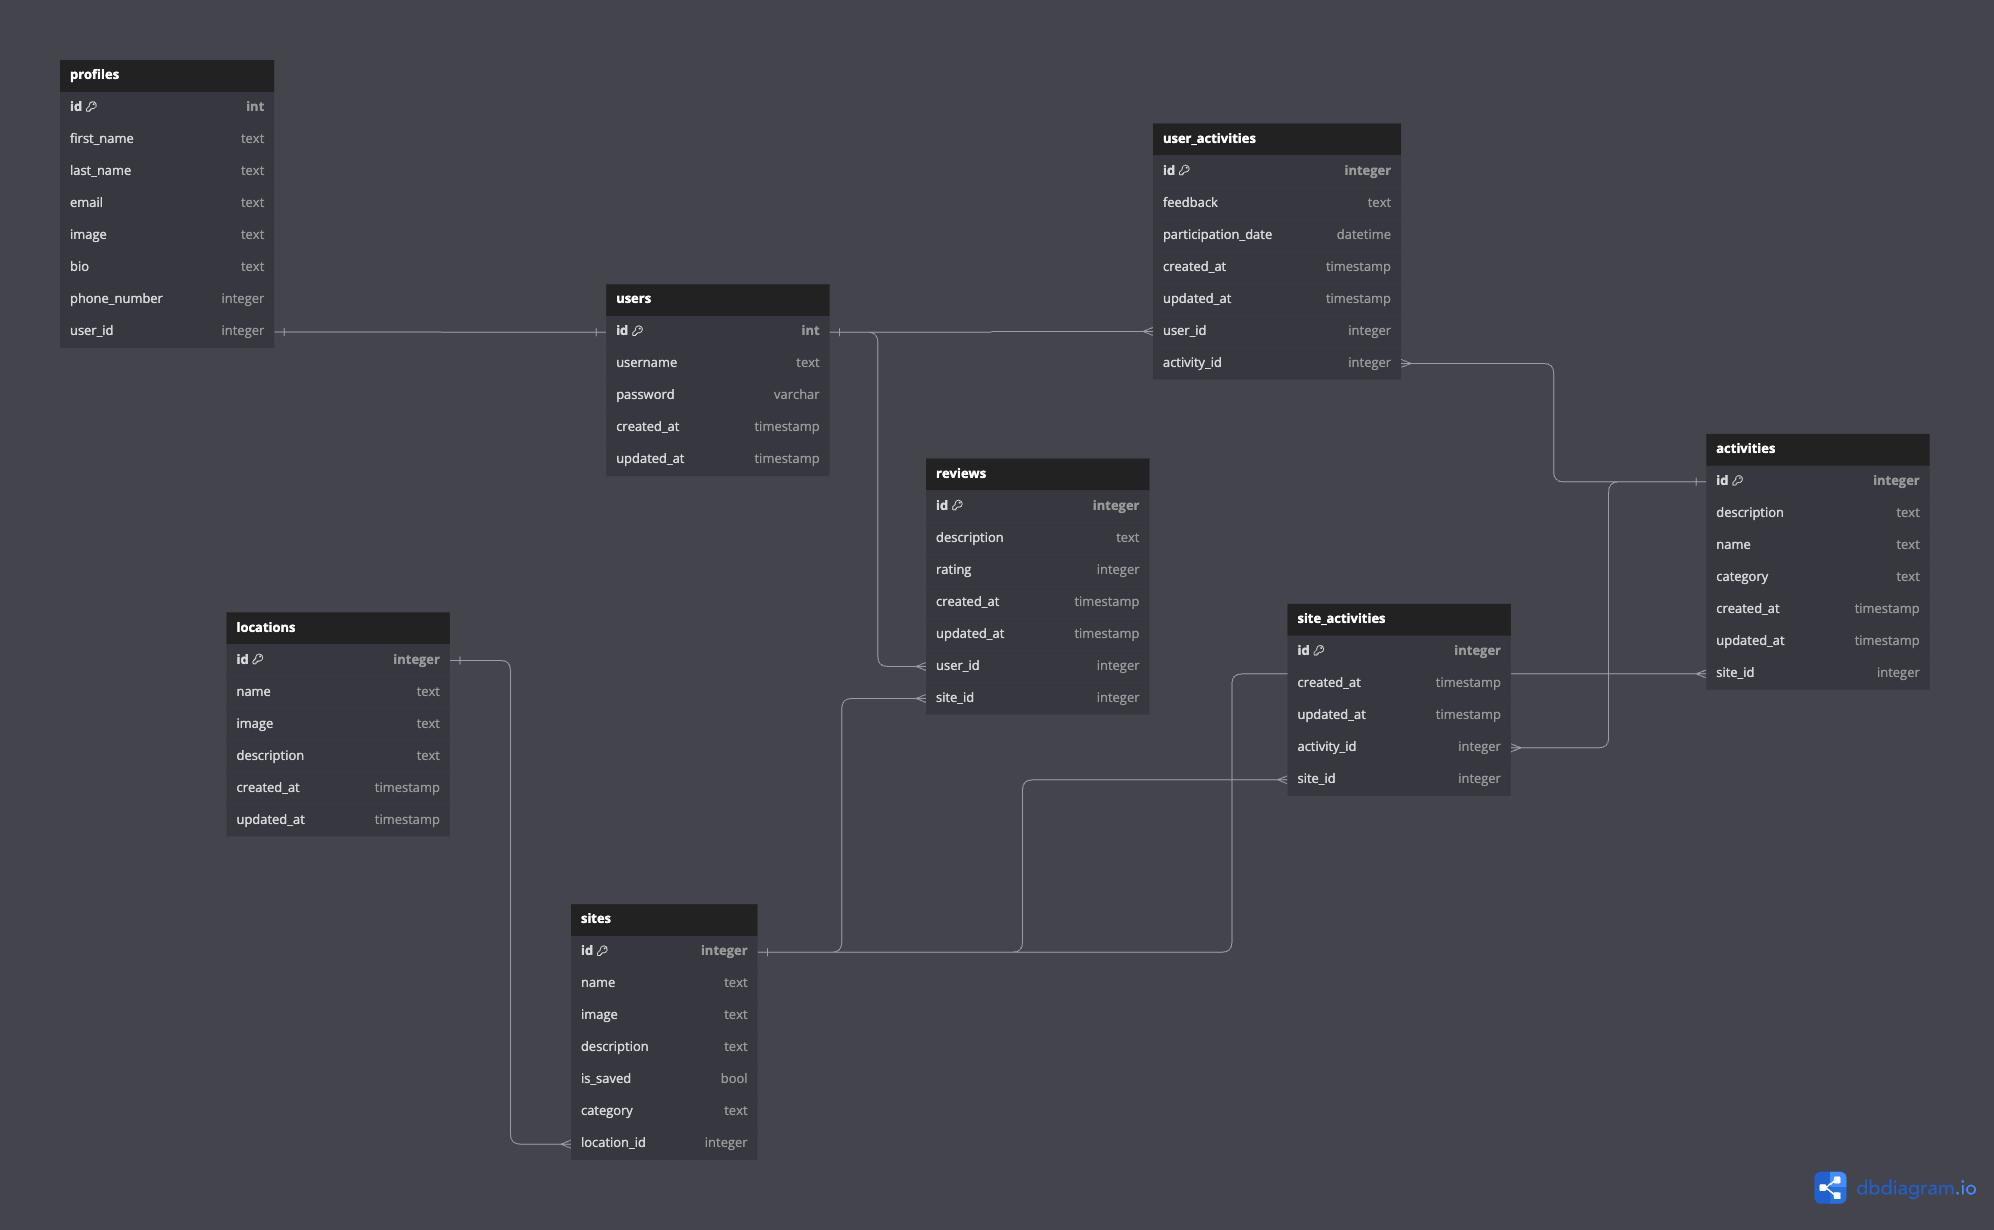 profiles
id int
first_name text
last_name text
email text
image text
bio text
phone_number integer
user_id integer
users
id int
username text
password varchar
created_at timestamp
updated_at timestamp
user_activities
id integer
feedback text
participation_date datetime
created_at timestamp
updated_at timestamp
user_id integer
activity_id integer
reviews
id integer
description text
rating integer
created_at timestamp
updated_at timestamp
user_id integer
site_id integer
activities
id integer
description text
name text
category text
created_at timestamp
updated_at timestamp
site_id integer
locations
id integer
name text
image text
description text
created_at timestamp
updated_at timestamp
site_activities
id integer
created_at timestamp
updated_at timestamp
activity_id integer
site_id integer
sites
id integer
name text
image text
description text
is_saved bool
category text
location_id integer
dbdiagram.io